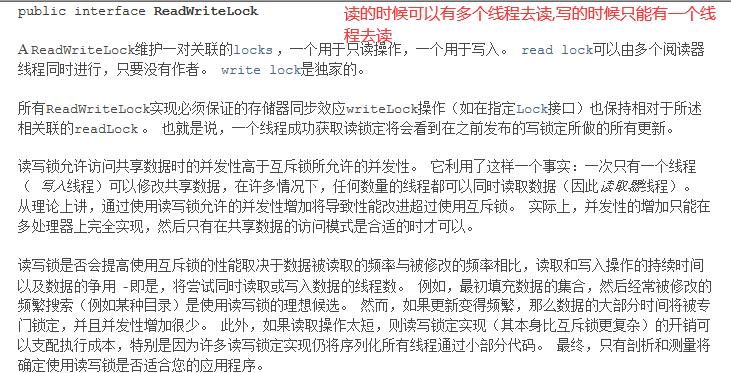 public interface ReadWriteLock
读的时候可以有多个线程去读,写的时候只能有一个线
程去读
A ReadWriteLock维护一对关联的locks ，一个用于只读操作，一个用于写入。 read lock可以由多个阅读器
线程同时进行，只要没有作者。 write lock是独家的。
所有ReadWriteLock实现必须保证的存储器同步效应writeLock操作（如在指定Lock接口）也保持相对于所述
相关联的readLock 。 也就是说，一个线程成功获取读锁定将会看到在之前发布的写锁定所做的所有更新。
读写锁允许访问共享数据时的并发性高于互斥锁所允许的并发性。 它利用了这样一个事实：一次只有一个线程
（ 写入线程）可以修改共享数据，在许多情况下，任何数量的线程都可以同时读取数据（因此读取器线程）。
从理论上讲，通过使用读写锁允许的并发性增加将导致性能改进超过使用互斥锁。 实际上，并发性的增加只能在
多处理器上完全实现，然后只有在共享数据的访问模式是合适的时才可以。
读写锁是否会提高使用互斥锁的性能取决于数据被读取的频率与被修改的频率相比，读取和写入操作的持续时间
以及数据的争用 -即是，将尝试同时读取或写入数据的线程数。 例如，最初填充数据的集合，然后经常被修改的
频繁搜索（例如某种目录）是使用读写锁的理想候选。 然而，如果更新变得频繁，那么数据的大部分时间将被专
门锁定，并且并发性增加很少。 此外，如果读取操作太短，则读写锁定实现（其本身比互斥锁更复杂）的开销可
以支配执行成本，特别是因为许多读写锁定实现仍将序列化所有线程通过小部分代码。 最终，只有剖析和测量将
确定使用读写锁是否适合您的应用程序。